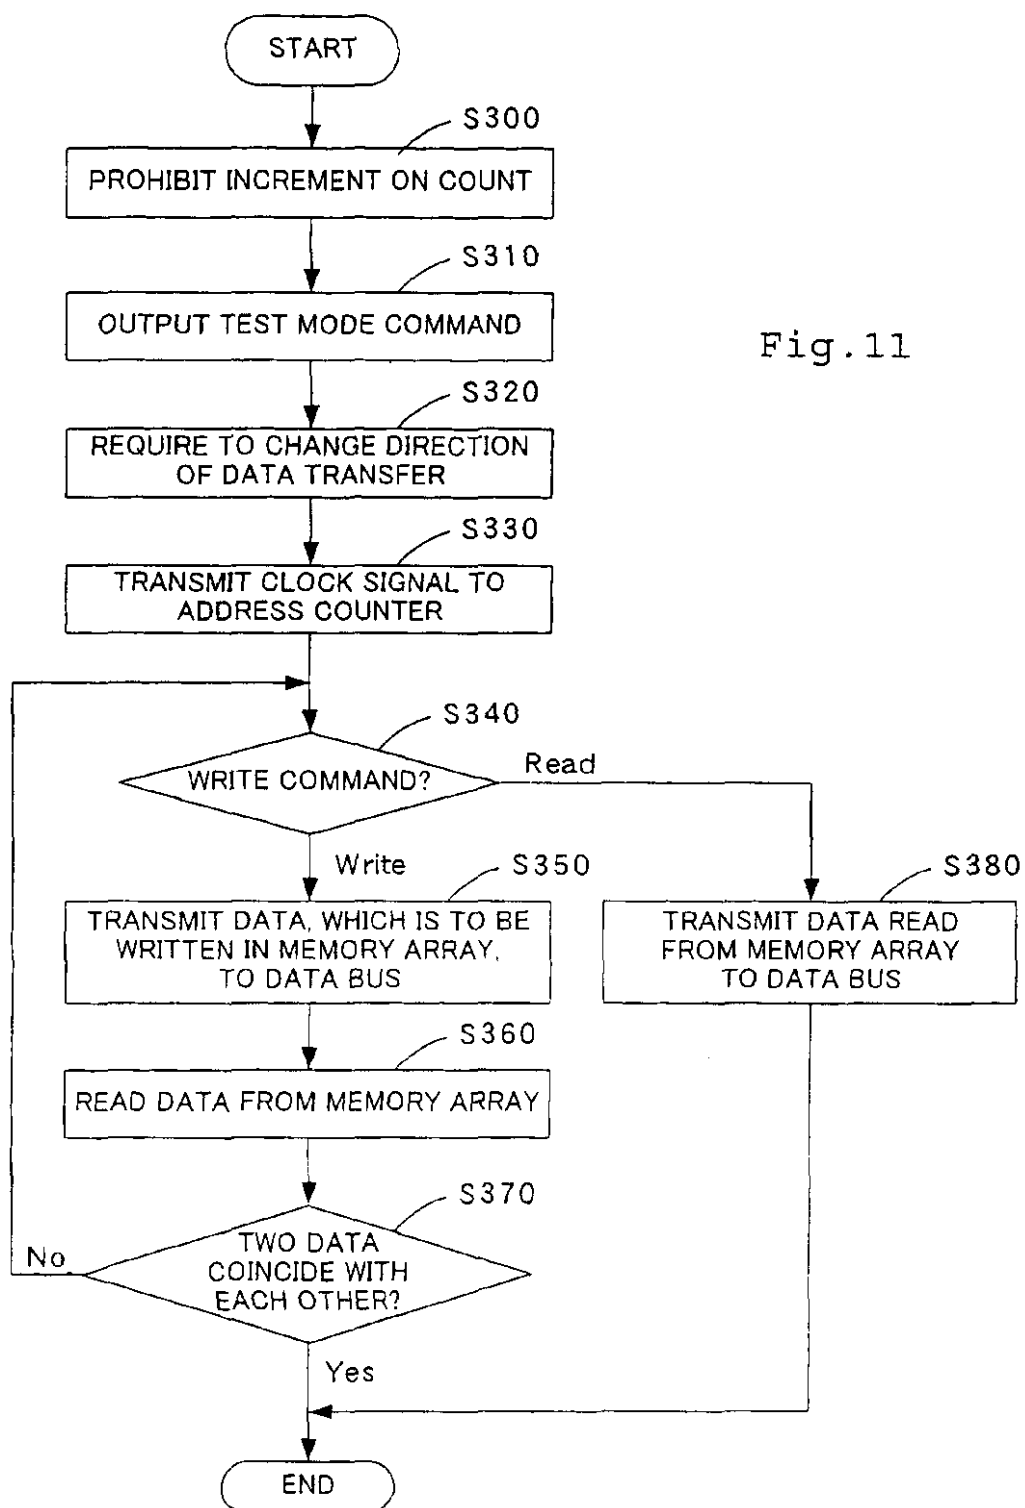 START
S300
PROHIBIT INCREMENT ON COUNT
S310
OUTPUT TEST MODE COMMAND
Fig.11
S320
REQUIRE TO CHANGE DIRECTION
OF DATA TRANSFER
S330
TRANSMIT CLOCK SIGNAL TO
ADDRESS COUNTER
S340
WRITE COMMAND?
Read
Write
S350
TRANSMIT DATA, WHICH IS TO BE
WRITTEN IN MEMORY ARRAY,
TO DATA BUS
S380
TRANSMIT DATA READ
FROM MEMORY ARRAY
TO DATA BUS
S360
READ DATA FROM MEMORY ARRAY
S370
TWO DATA
COINCIDE WITH
EACH OTHER?
No
Yes
END